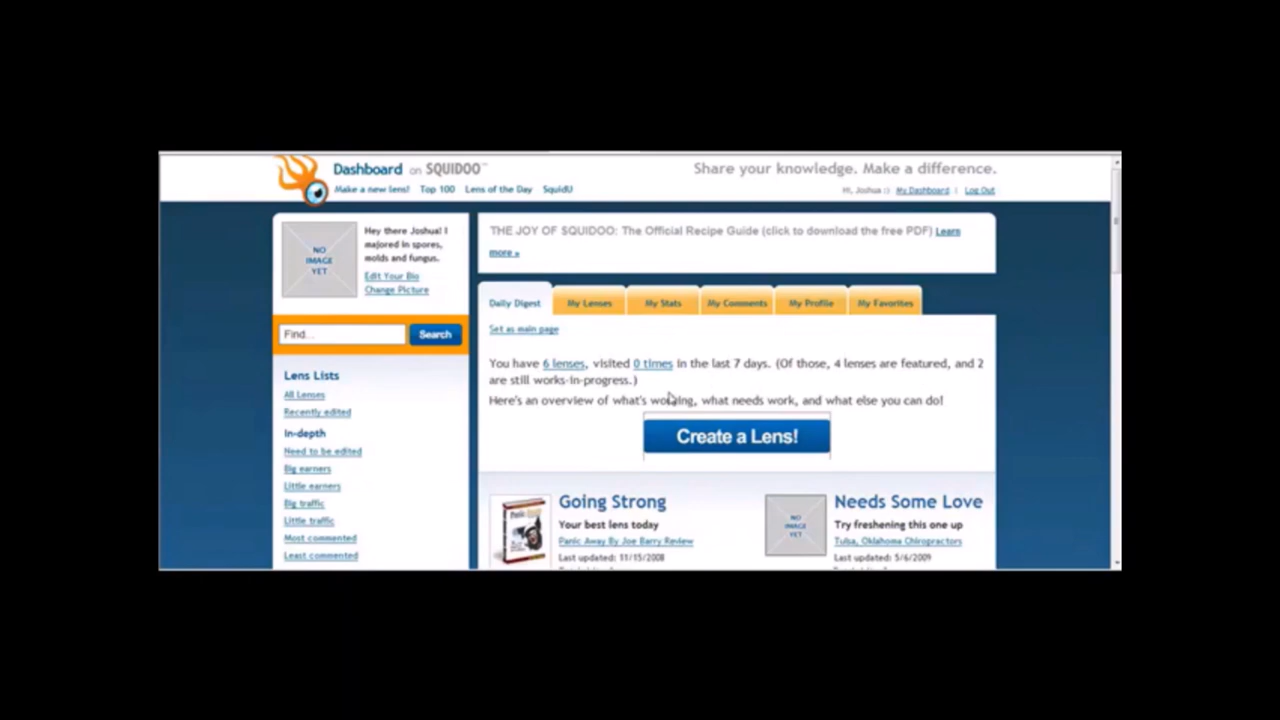 Dashboard on SQUIDOO™
Share your knowledge. Make a difference.
Make a new lens! Top 100 Lens of the Day SquidU
Hi, Joshua :) My Dashboard | Log Out
NO
IMAGE
YET
Hey there Joshua! I
majored in spores,
molds and fungus.
Edit Your Bio
Change Picture
Find...
Search
Lens Lists
All Lenses
Recently edited
In-depth
Need to be edited
Big earners
Little earners
Big traffic
Little traffic
Most commented
Least commented
THE JOY OF SQUIDOO: The Official Recipe Guide (click to download the free PDF) Learn
more »
Daily Digest My Lenses My Stats My Comments My Profile My Favorites
Set as main page
You have 6 lenses, visited 0 times in the last 7 days. (Of those, 4 lenses are featured, and 2
are still works-in-progress.)
Here's an overview of what's working, what needs work, and what else you can do!
Create a Lens!
Going Strong
Your best lens today
Panic Away By Joe Barry Review
Last updated: 11/15/2008
NO
IMAGE
YET
Needs Some Love
Try freshening this one up
Tulsa, Oklahoma Chiropractors
Last updated: 5/6/2009